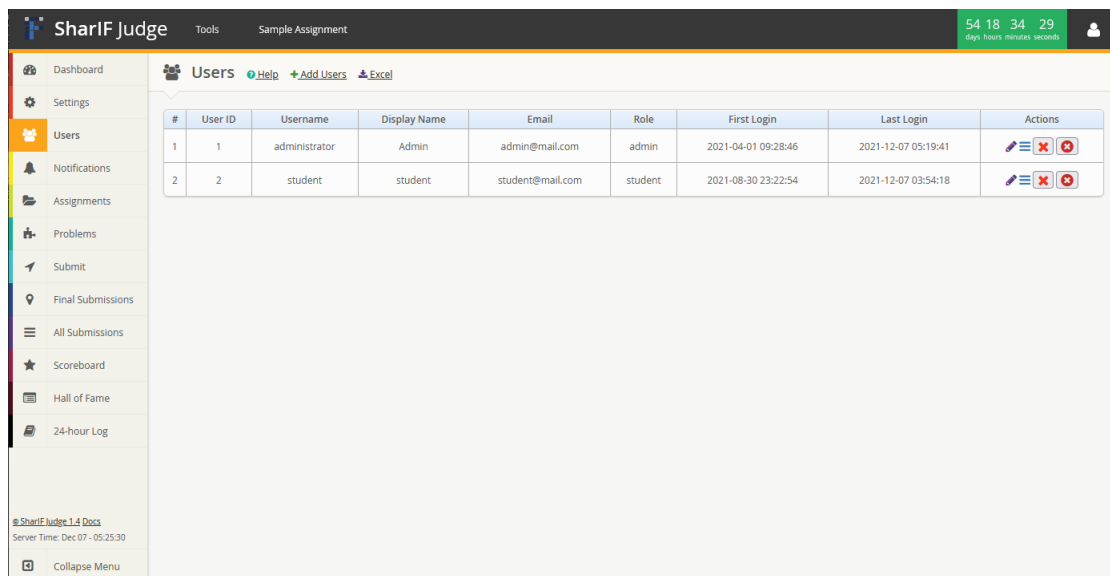 SharIF Judge Tools Sample Assignment 54 18 34 29
days hours minutes seconds
Dashboard
Settings
Users
Notifications
Assignments
Problems
Submit
Final Submissions
All Submissions
Scoreboard
Hall of Fame
24-hour Log
© SharIF Judge 1.4 Docs
Server Time: Dec 07 - 05:25:30
Collapse Menu
Users Help Add Users Excel
# User ID Username Display Name Email Role First Login Last Login Actions
1 1 administrator Admin admin@mail.com admin 2021-04-01 09:28:46 2021-12-07 05:19:41
2 2 student student student@mail.com student 2021-08-30 23:22:54 2021-12-07 03:54:18